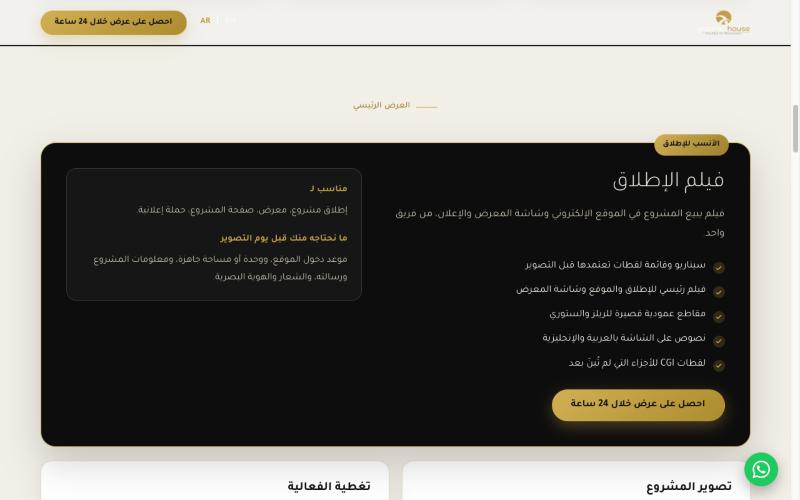 house
AR
احصل على عرض خلال 24 ساعة
العرض الرئيسي
الأنسب للإطلاق
فيلم الإطلاق
فيلم يبيع المشروع في الموقع الإلكتروني وشاشة المعرض والإعلان، من فريق
واحد.
سيناريو وقائمة لقطات تعتمدها قبل التصوير
فيلم رئيسي للإطلاق والموقع وشاشة المعرض
مقاطع عمودية قصيرة للريلز والستوري
نصوص على الشاشة بالعربية والإنجليزية
لقطات CGI للأجزاء التي لم تُبنَ بعد
احصل على عرض خلال 24 ساعة
مناسب لـ
إطلاق مشروع، معرض، صفحة المشروع، حملة إعلانية.
ما نحتاجه منك قبل يوم التصوير
موعد دخول الموقع، ووحدة أو مساحة جاهزة، ومعلومات المشروع
ورسالته، والشعار والهوية البصرية.
تصوير المشروع
تغطية الفعالية